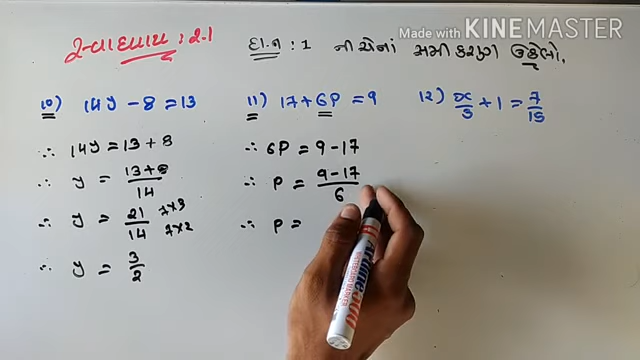 Made with KINEMASTER
સ્વાધ્યાય : 2.1
દા.નં : 1 નીચેનાં સમીકરણ ઉકેલો.
10) 14y - 8 = 13
∴ 14y = 13 + 8
∴ y = 13+8/14
∴ y = 21/14 7×3/7×2
∴ y = 3/2
11) 17 + 6P = 9
∴ 6P = 9 - 17
∴ P = 9-17/6
∴ P =
12) x/3 + 1 = 7/15